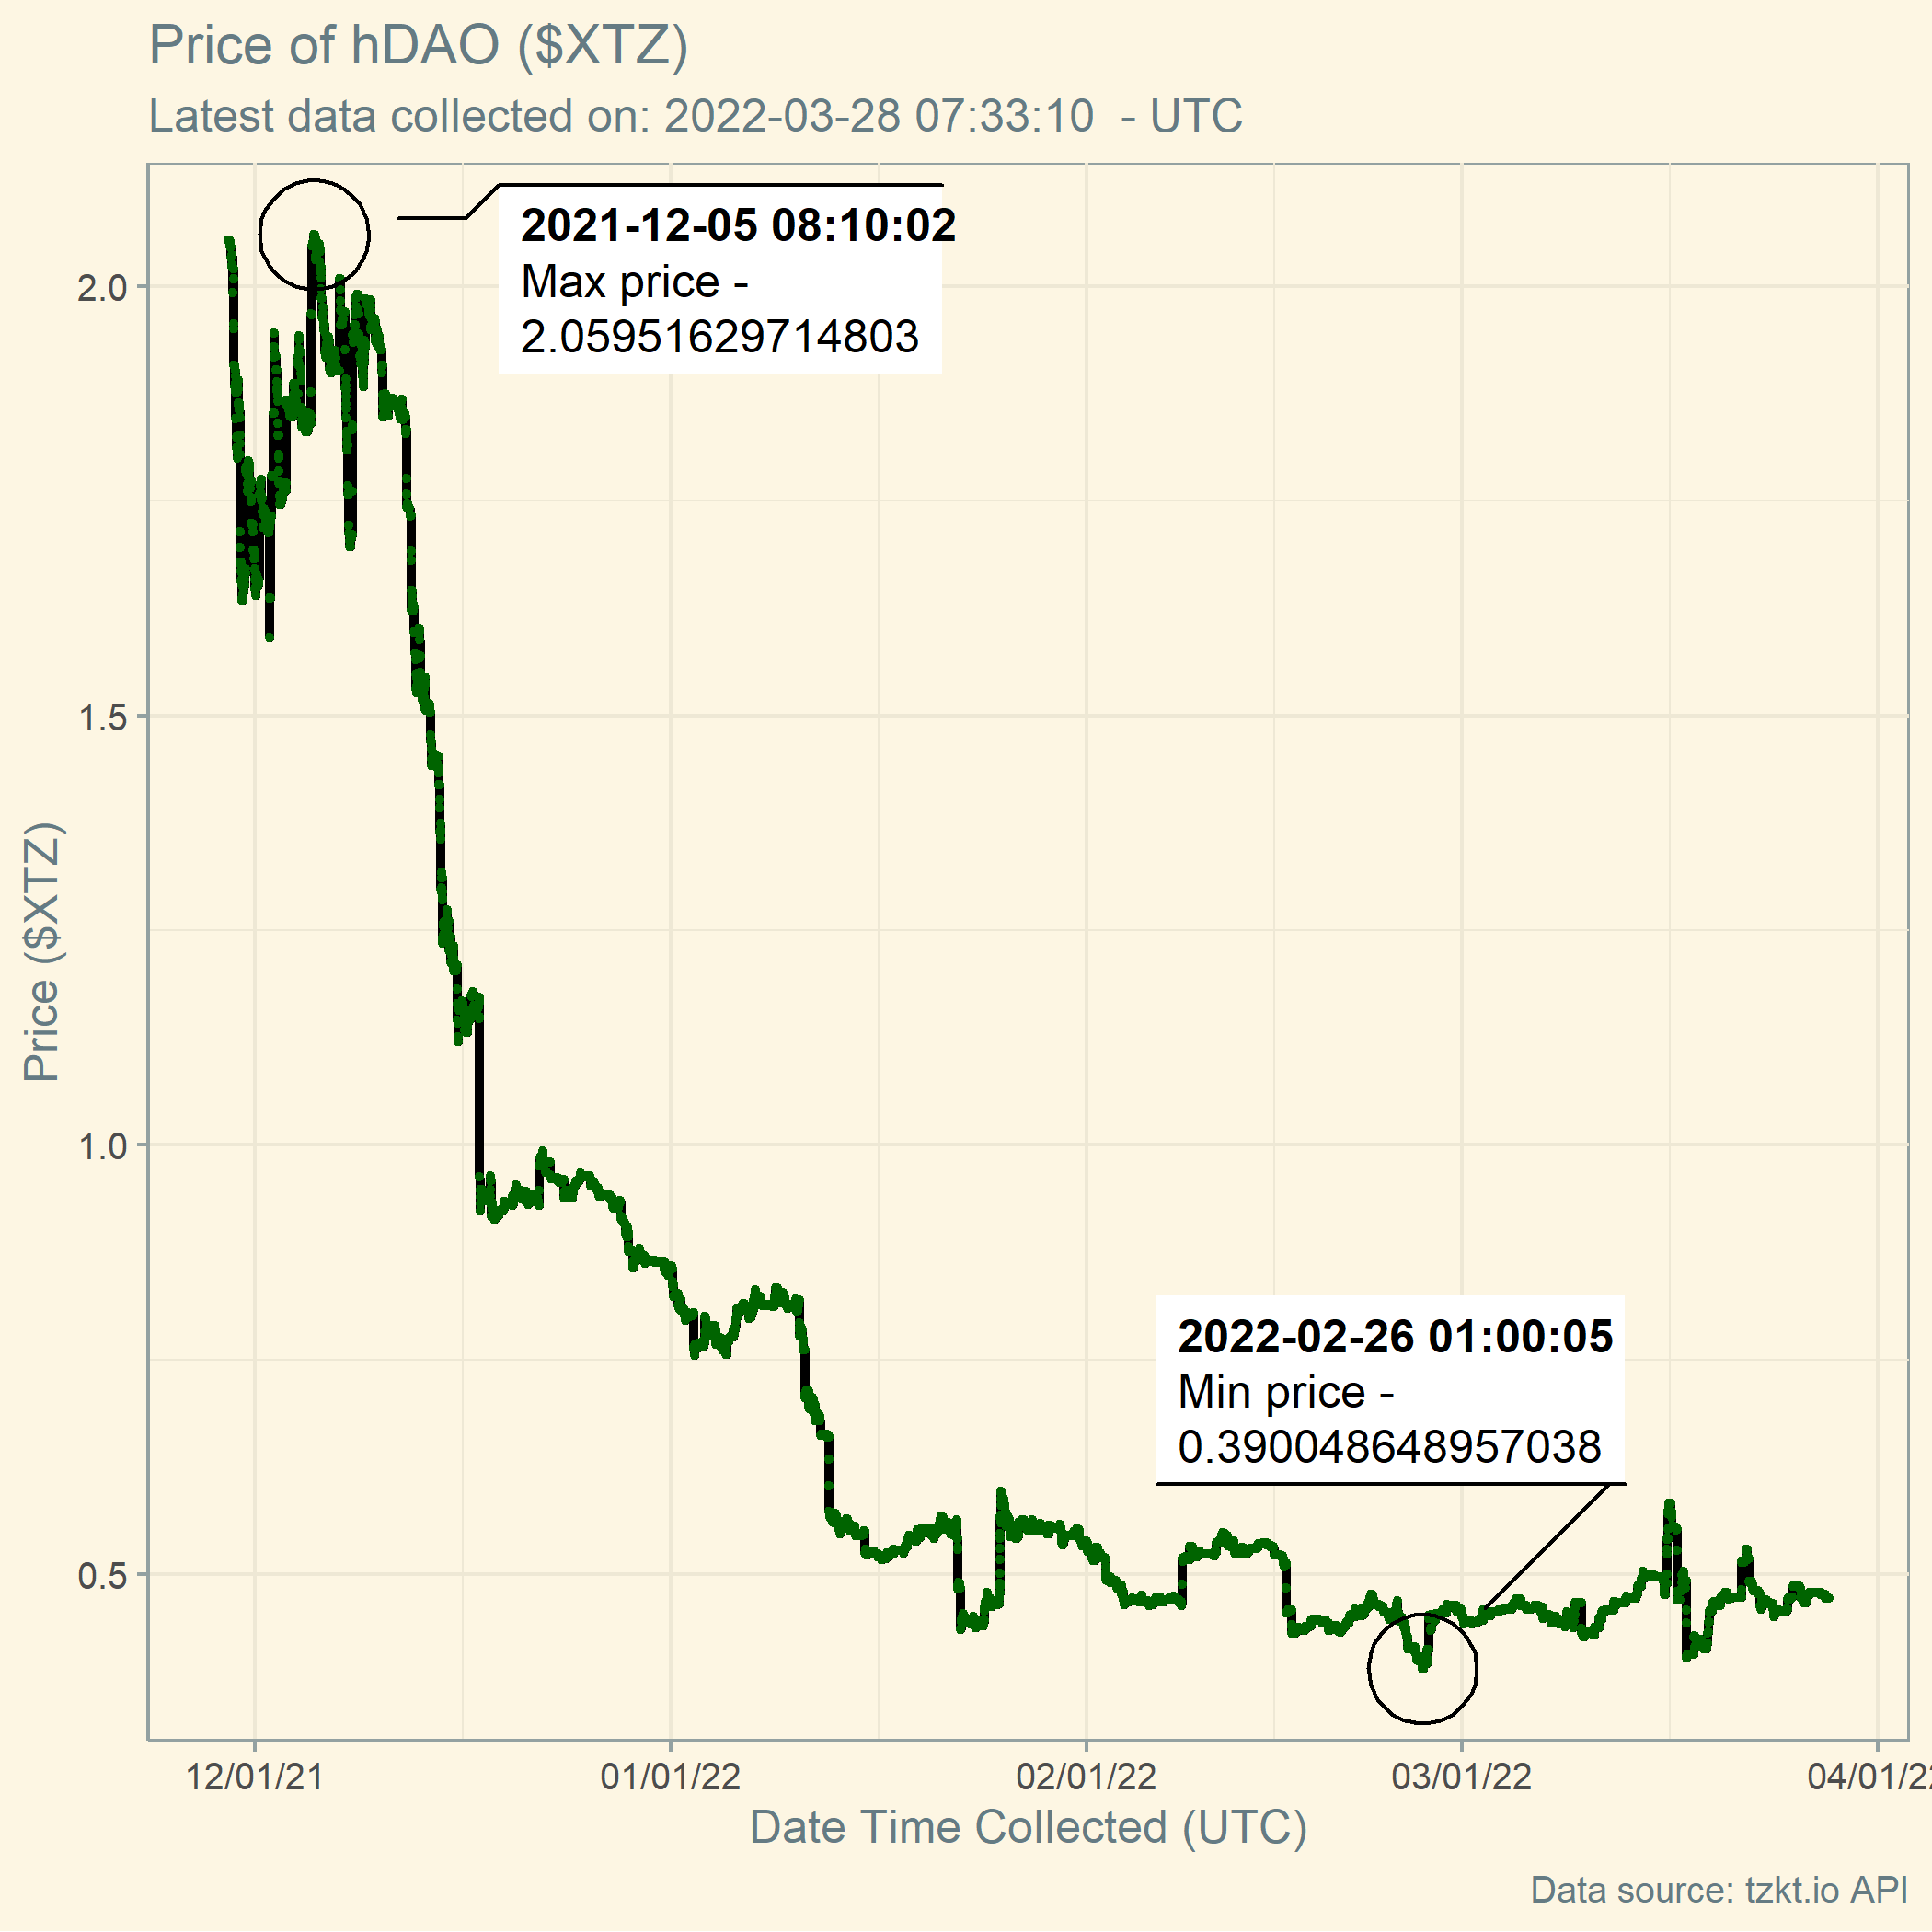 Price of hDAO ($XTZ)
Latest data collected on: 2022-03-28 07:33:10  - UTC
2021-12-05 08:10:02
Max price -
2.05951629714803
2.0
1.5
1.0
0.5
Price ($XTZ)
2022-02-26 01:00:05
Min price -
0.390048648957038
12/01/21 01/01/22 02/01/22 03/01/22 04/01/22
Date Time Collected (UTC)
Data source: tzkt.io API